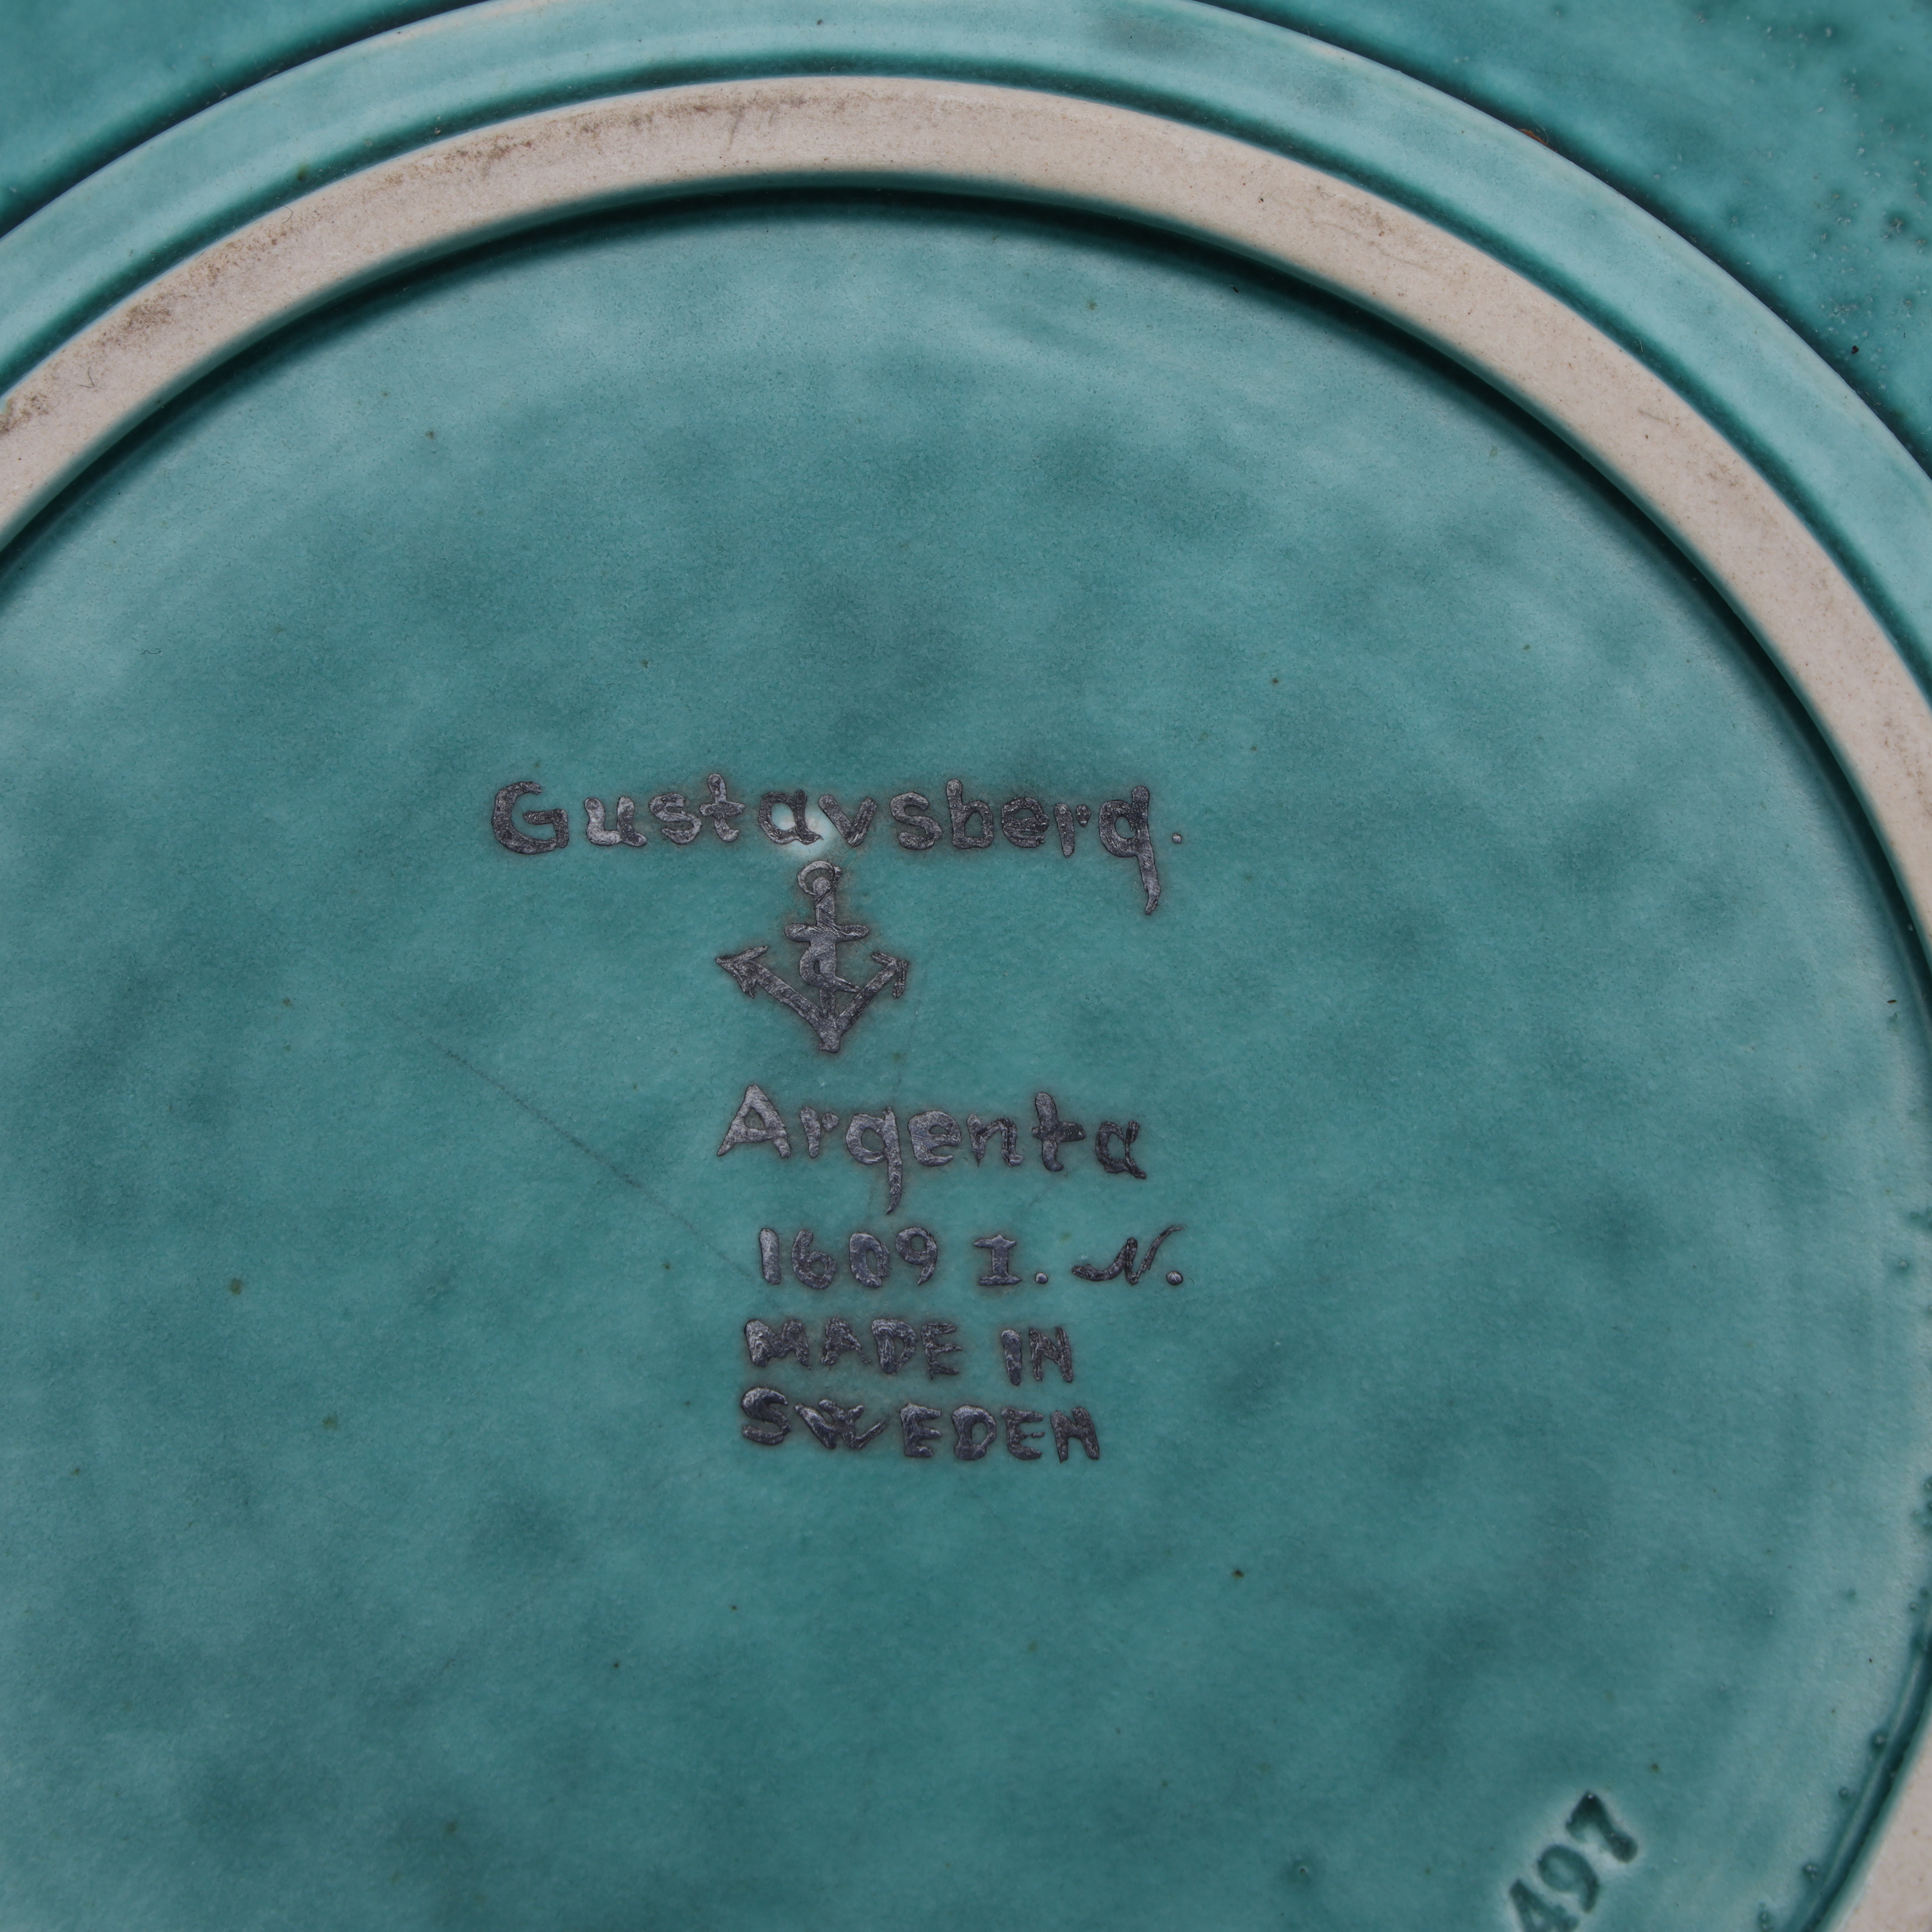 Gustavsberg.
Argenta
1609 I. N.
MADE IN
SWEDEN
497